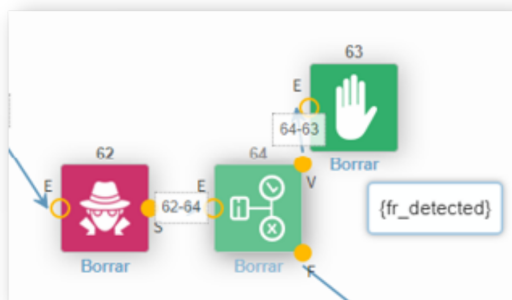 63
E
64-63
Borrar
62
64
E
E
V
62-64
S
{fr_detected}
Borrar
Borrar
F